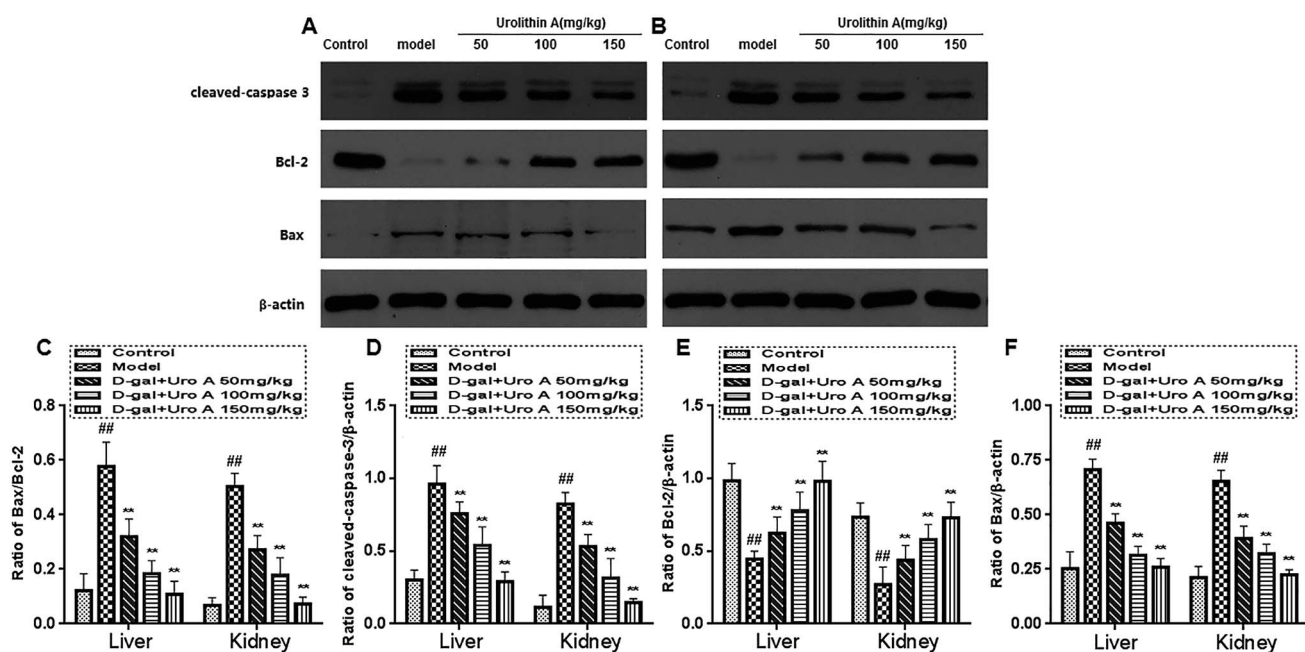 A
Urolithin A(mg/kg)
Control model 50 100 150
B
Urolithin A(mg/kg)
Control model 50 100 150
cleaved-caspase 3
Bcl-2
Bax
β-actin
C
Control
Model
D-gal+Uro A 50mg/kg
D-gal+Uro A 100mg/kg
D-gal+Uro A 150mg/kg
Ratio of Bax/Bcl-2
0.8
0.6
0.4
0.2
0.0
## ** ** **
## ** ** **
Liver Kidney
D
Control
Model
D-gal+Uro A 50mg/kg
D-gal+Uro A 100mg/kg
D-gal+Uro A 150mg/kg
Ratio of cleaved-caspase-3/β-actin
1.5
1.0
0.5
0.0
## ** ** **
## ** ** **
Liver Kidney
E
Control
Model
D-gal+Uro A 50mg/kg
D-gal+Uro A 100mg/kg
D-gal+Uro A 150mg/kg
Ratio of Bcl-2/β-actin
1.5
1.0
0.5
0.0
## ** ** **
## ** ** **
Liver Kidney
F
Control
Model
D-gal+Uro A 50mg/kg
D-gal+Uro A 100mg/kg
D-gal+Uro A 150mg/kg
Ratio of Bax/β-actin
1.00
0.75
0.50
0.25
0.00
## ** ** **
## ** ** **
Liver Kidney